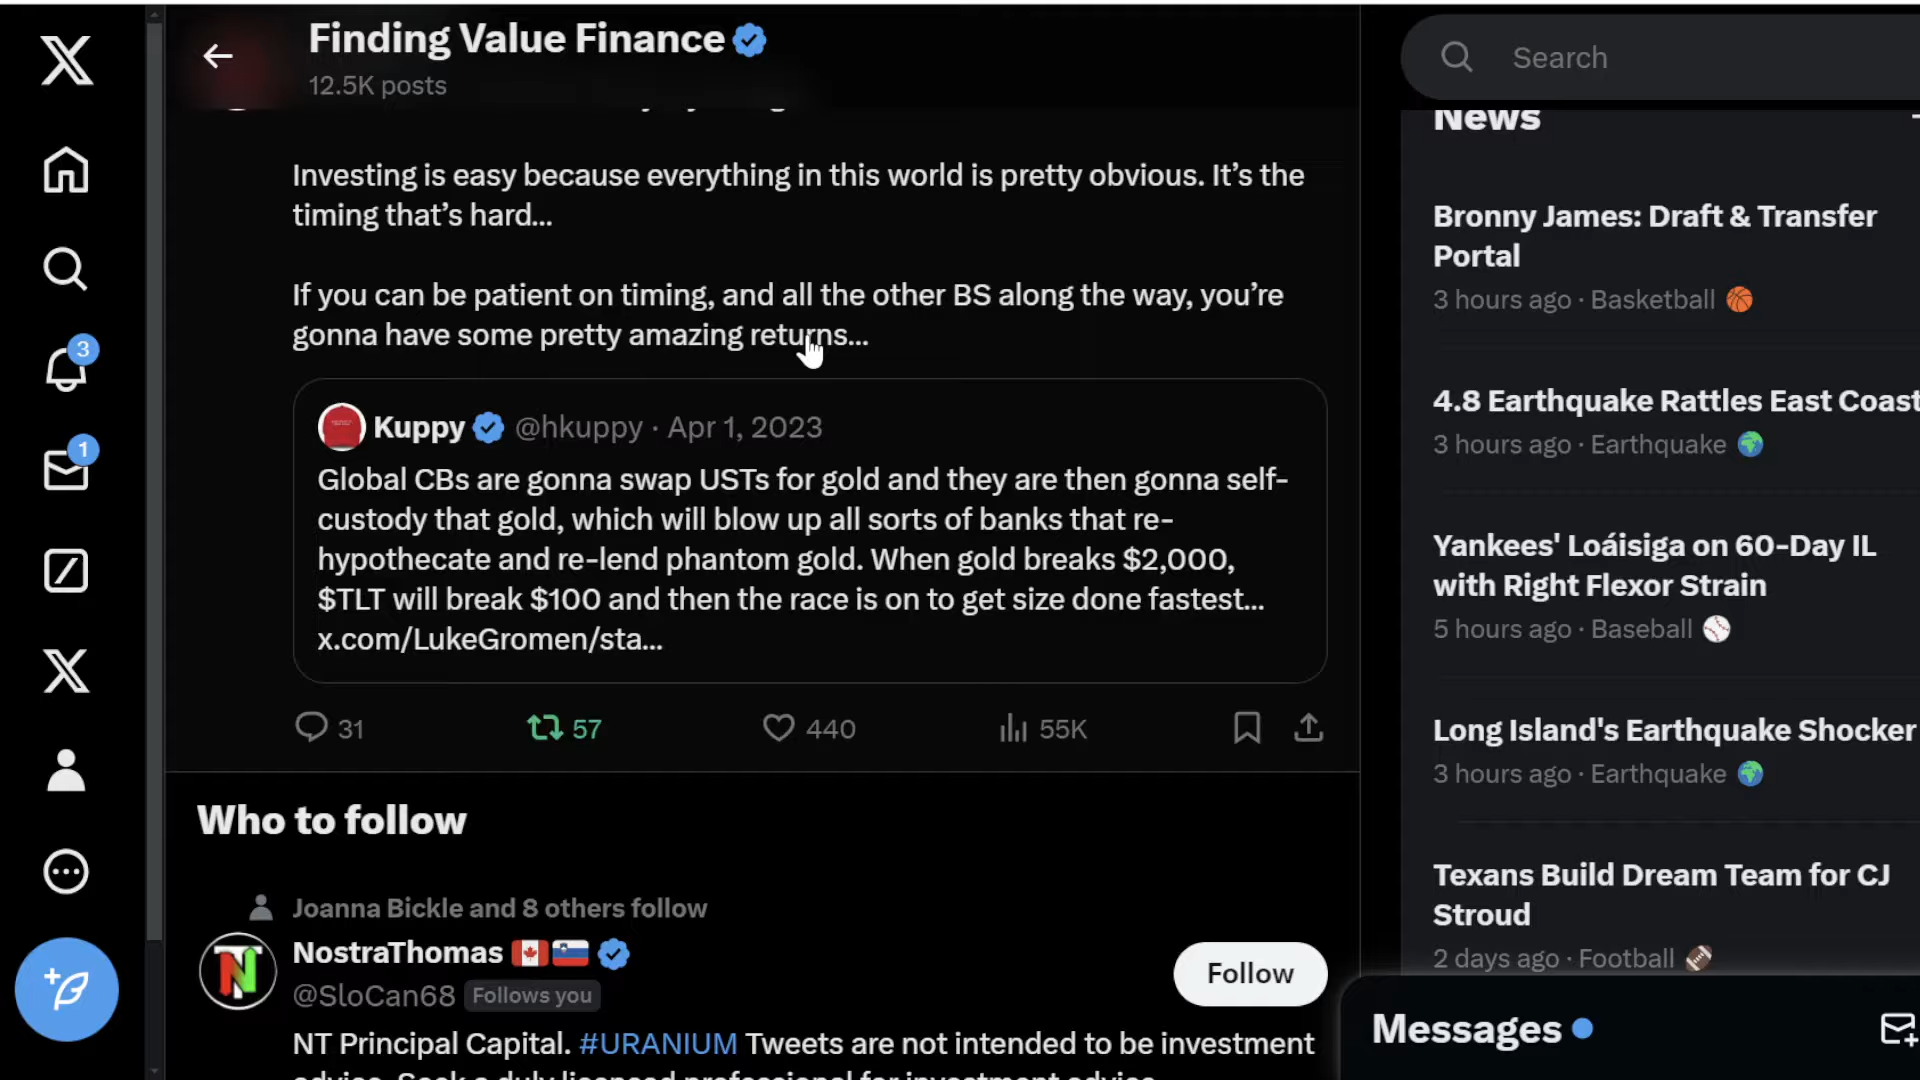 Finding Value Finance
12.5K posts
Investing is easy because everything in this world is pretty obvious. It’s the
timing that’s hard...
If you can be patient on timing, and all the other BS along the way, you’re
gonna have some pretty amazing returns...
Kuppy @hkuppy · Apr 1, 2023
Global CBs are gonna swap USTs for gold and they are then gonna self-
custody that gold, which will blow up all sorts of banks that re-
hypothecate and re-lend phantom gold. When gold breaks $2,000,
$TLT will break $100 and then the race is on to get size done fastest...
x.com/LukeGromen/sta...
31 57 440 55K
Who to follow
Joanna Bickle and 8 others follow
NostraThomas
@SloCan68 Follows you
Follow
NT Principal Capital. #URANIUM Tweets are not intended to be investment
advice. Seek a duly licensed professional for investment advice.
3
1
Search
News
Bronny James: Draft & Transfer
Portal
3 hours ago · Basketball
4.8 Earthquake Rattles East Coast
3 hours ago · Earthquake
Yankees' Loáisiga on 60-Day IL
with Right Flexor Strain
5 hours ago · Baseball
Long Island's Earthquake Shocker
3 hours ago · Earthquake
Texans Build Dream Team for CJ
Stroud
2 days ago · Football
Messages